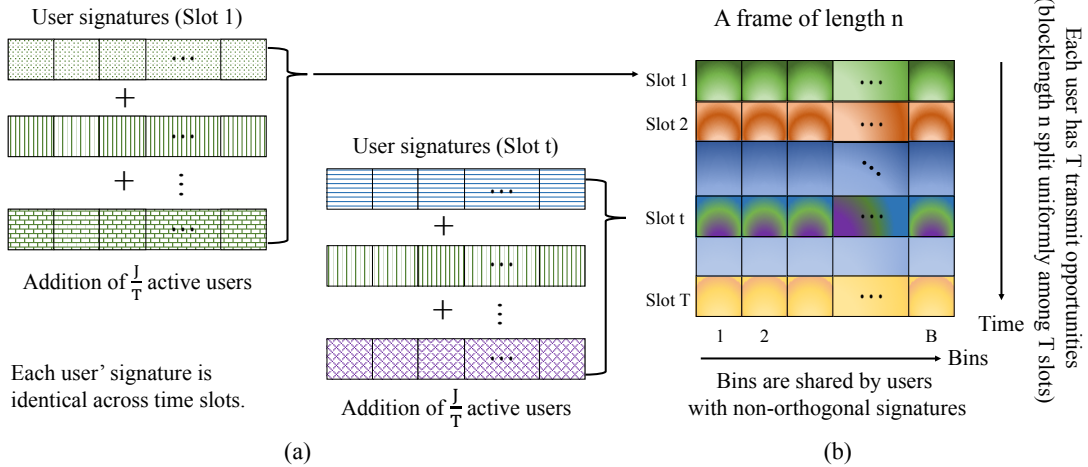 User signatures (Slot 1)
...
+
...
+
⋮
...
Addition of J/T active users
Each user' signature is
identical across time slots.
(a)
User signatures (Slot t)
...
+
...
+
⋮
...
Addition of J/T active users
A frame of length n
Slot 1
...
Slot 2
...
⋱
Slot t
...
Slot T
...
1
2
B
Bins
Time
Bins are shared by users
with non-orthogonal signatures
(b)
Each user has T transmit opportunities
(blocklength n split uniformly among T slots)